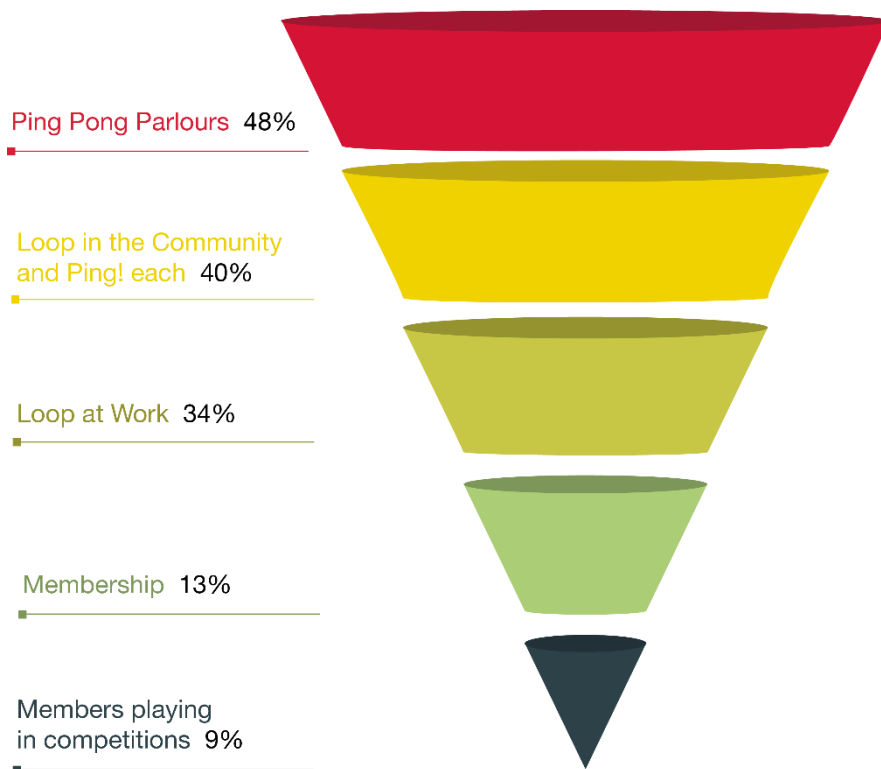 Ping Pong Parlours 48%
Loop in the Community
and Ping! each 40%
Loop at Work 34%
Membership 13%
Members playing
in competitions 9%